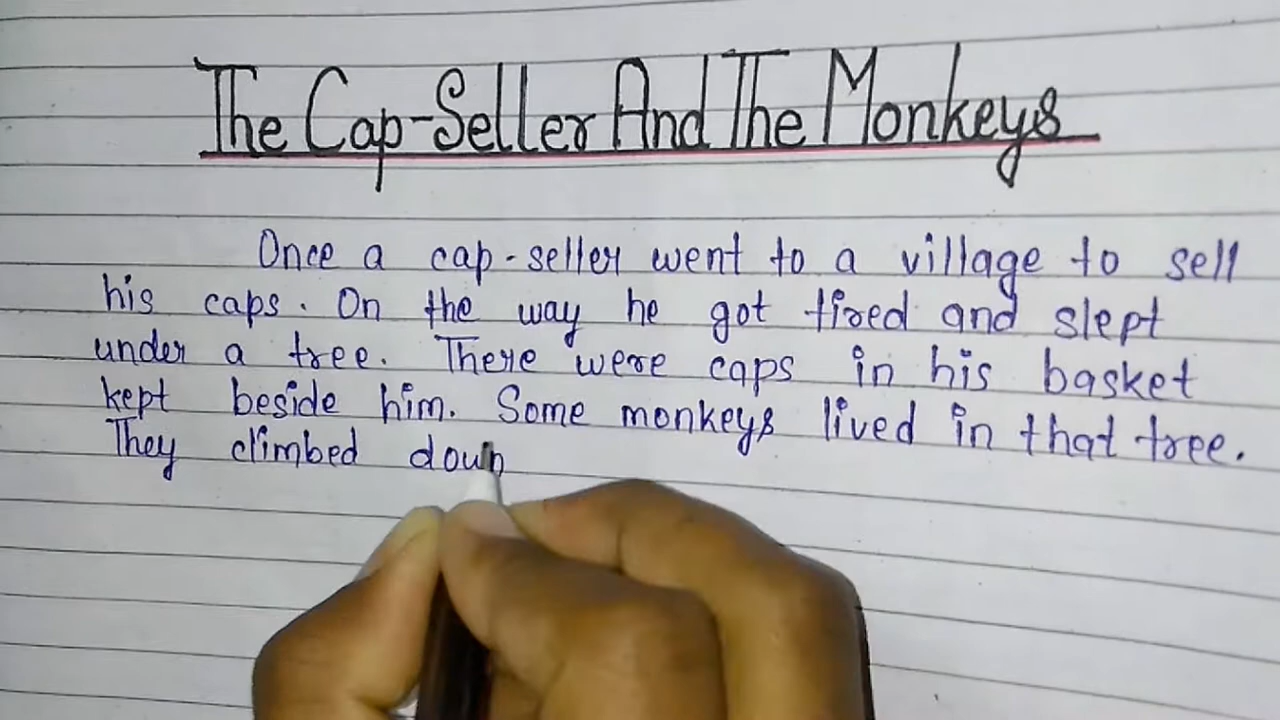 The Cap-Seller And The Monkeys
Once a cap-seller went to a village to sell
his caps. On the way he got tired and slept
under a tree. There were caps in his basket
kept beside him. Some monkeys lived in that tree.
They climbed down